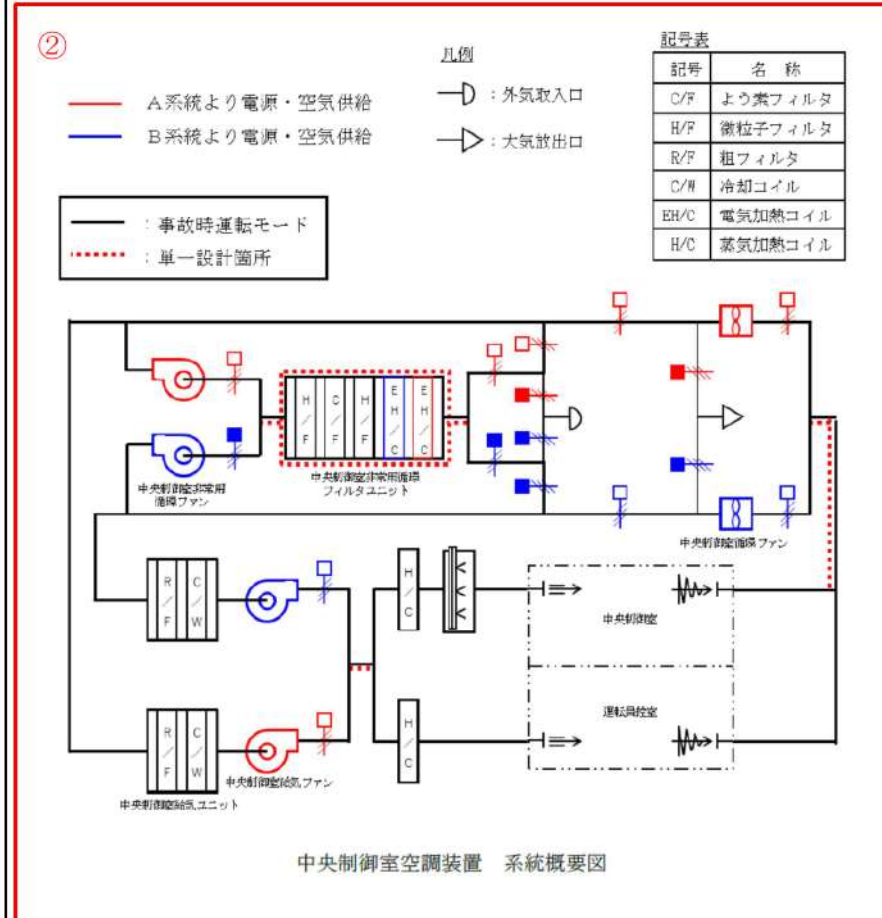 ②
A系統より電源・空気供給
B系統より電源・空気供給
凡例
:外気取入口
:大気放出口
記号表
記号 名 称
C/F よう素フィルタ
H/F 微粒子フィルタ
R/F 粗フィルタ
C/W 冷却コイル
EH/C 電気加熱コイル
H/C 蒸気加熱コイル
:事故時運転モード
:単一設計箇所
H/F
C/F
H/F
EH/C
EH/C
中央制御室非常用
循環ファン
中央制御室非常用循環
フィルタユニット
中央制御室循環ファン
R/F
C/W
H/C
中央制御室
R/F
C/W
H/C
運転員控室
中央制御室給気ファン
中央制御室給気ユニット
中央制御室空調装置 系統概要図